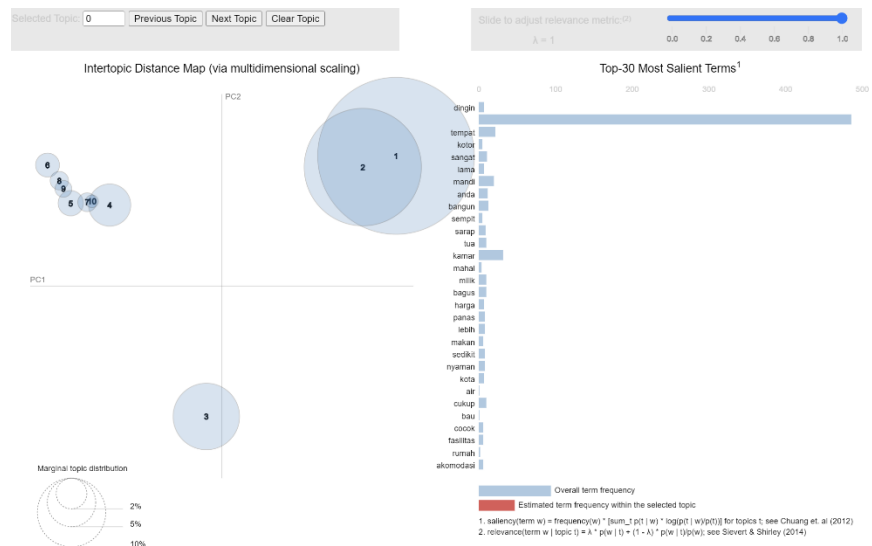 Selected Topic: 0 Previous Topic Next Topic Clear Topic
Slide to adjust relevance metric:(2)
λ = 1
0.0 0.2 0.4 0.6 0.8 1.0
Intertopic Distance Map (via multidimensional scaling)
PC2
PC1
1
2
3
4
5
6
7
8
9
10
Marginal topic distribution
2%
5%
10%
Top-30 Most Salient Terms1
0 100 200 300 400 500
dingin
tempat
kotor
sangat
lama
mandi
anda
bangun
sempit
sarap
tua
kamar
mahal
milik
bagus
harga
panas
lebih
makan
sedikit
nyaman
kota
air
cukup
bau
cocok
fasilitas
rumah
akomodasi
Overall term frequency
Estimated term frequency within the selected topic
1. saliency(term w) = frequency(w) * [sum_t p(t | w) * log(p(t | w)/p(t))] for topics t; see Chuang et. al (2012)
2. relevance(term w | topic t) = λ * p(w | t) + (1 - λ) * p(w | t)/p(w); see Sievert & Shirley (2014)